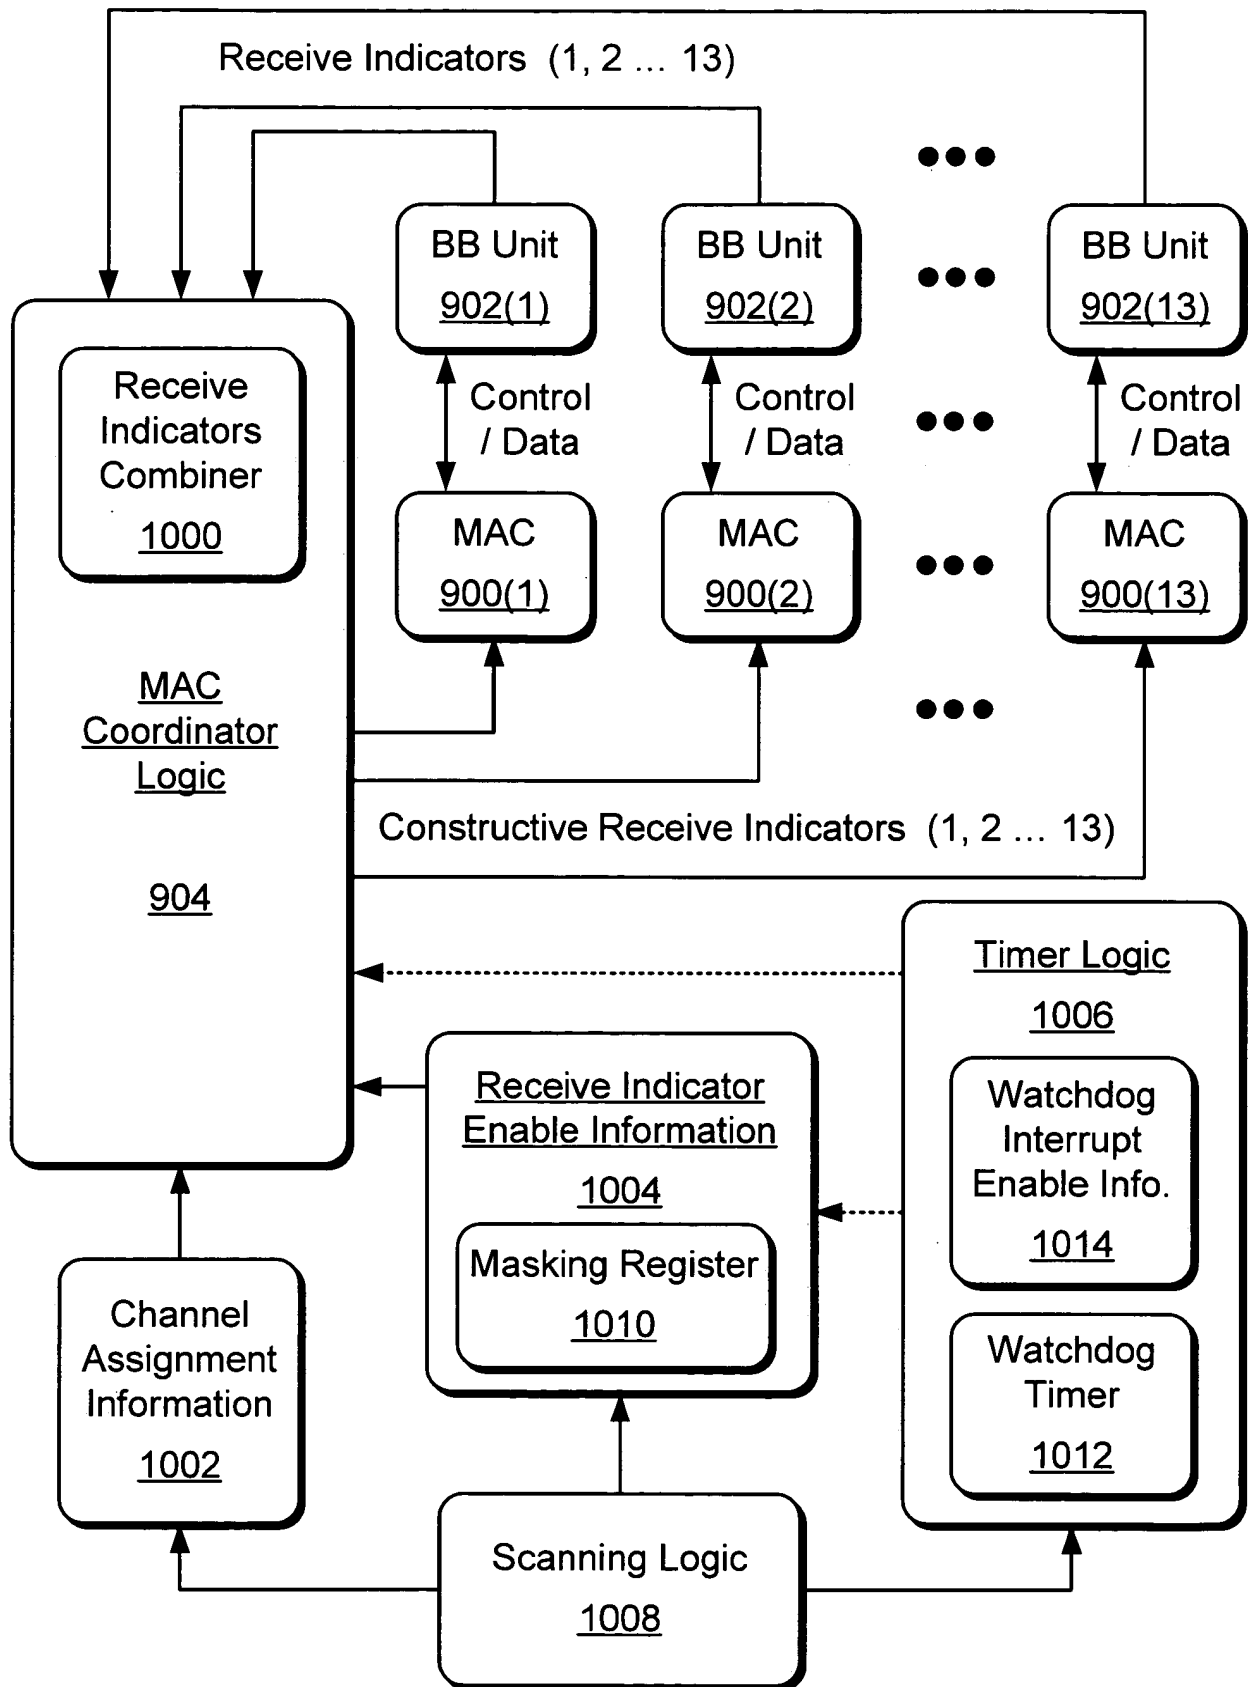 Receive Indicators (1, 2 ... 13)
BB Unit
902(1)
BB Unit
902(2)
BB Unit
902(13)
Receive
Indicators
Combiner
1000
Control
/ Data
Control
/ Data
Control
/ Data
MAC
900(1)
MAC
900(2)
MAC
900(13)
MAC
Coordinator
Logic
904
Constructive Receive Indicators (1, 2 ... 13)
Timer Logic
1006
Watchdog
Interrupt
Enable Info.
1014
Watchdog
Timer
1012
Receive Indicator
Enable Information
1004
Masking Register
1010
Channel
Assignment
Information
1002
Scanning Logic
1008